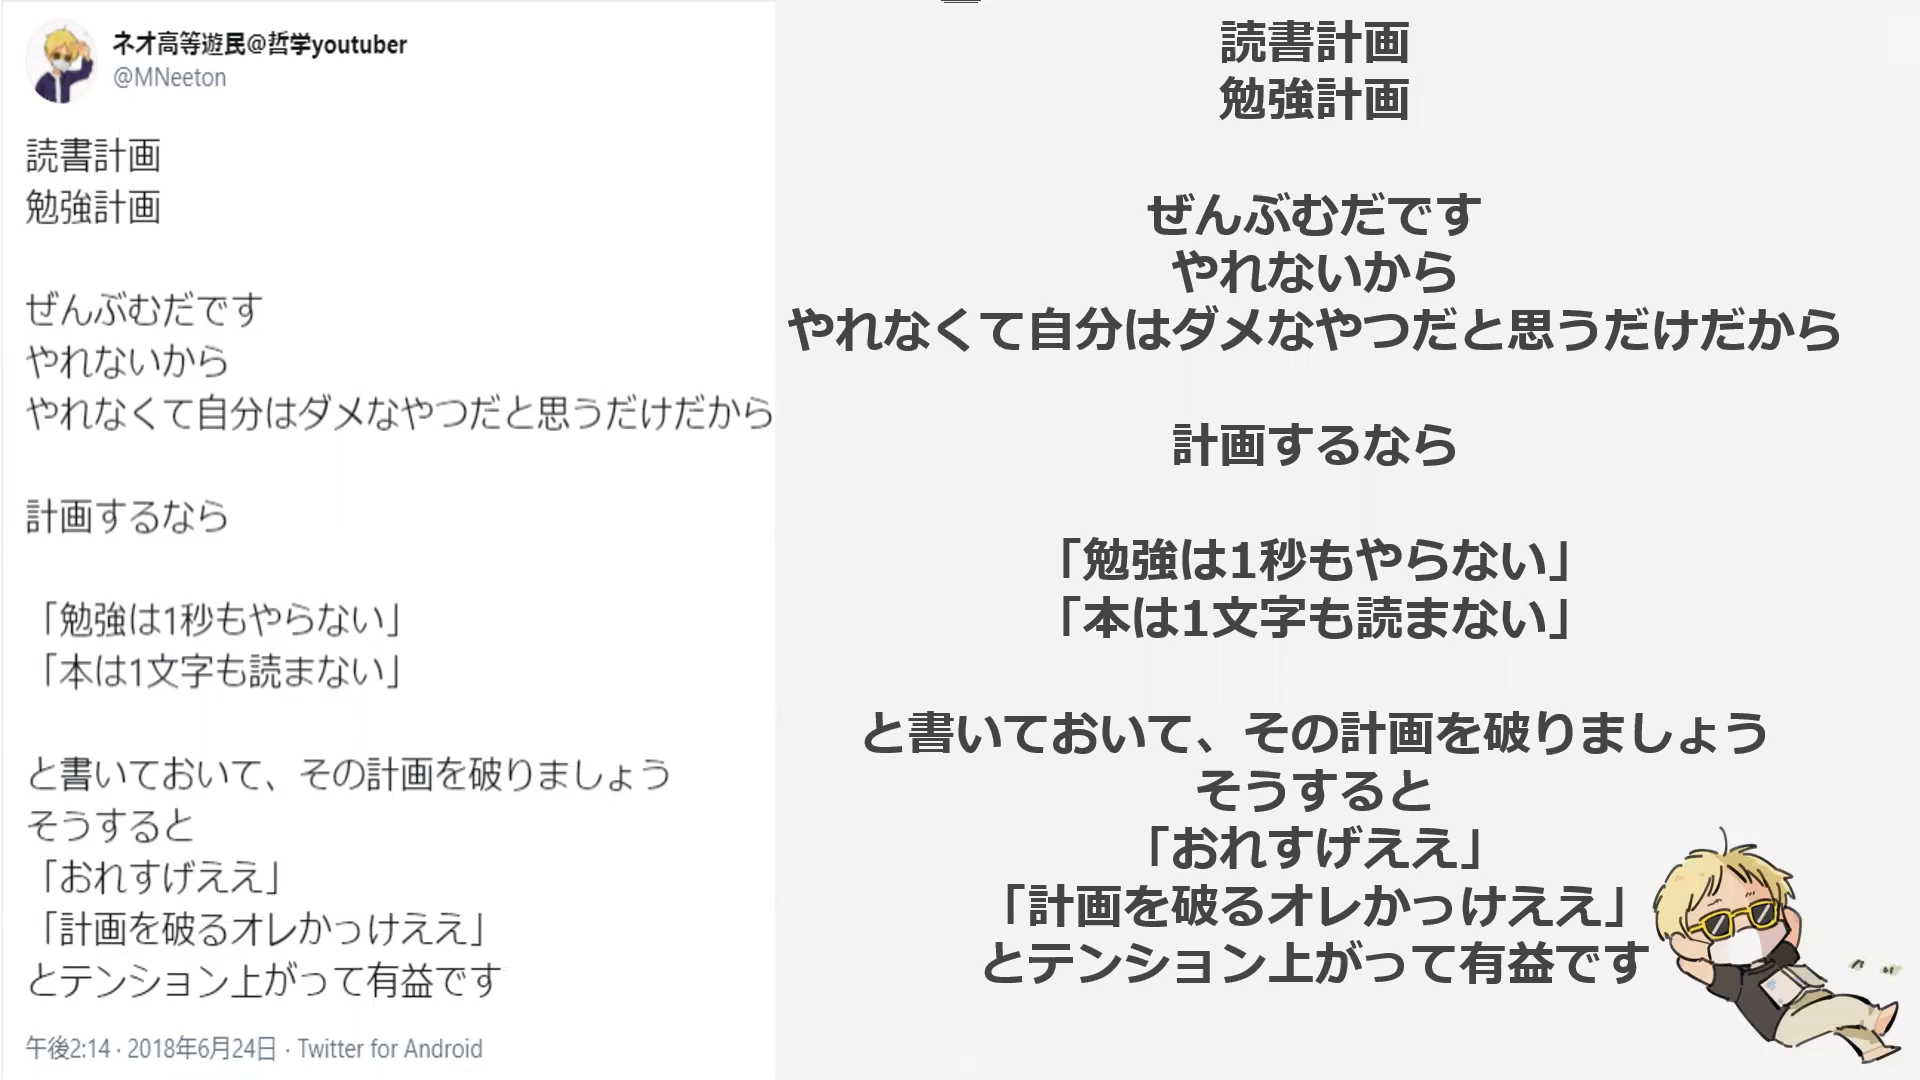 ネオ高等遊民@哲学youtuber
@MNeeton
読書計画
勉強計画
ぜんぶむだです
やれないから
やれなくて自分はダメなやつだと思うだけだから
計画するなら
「勉強は1秒もやらない」
「本は1文字も読まない」
と書いておいて、その計画を破りましょう
そうすると
「おれすげええ」
「計画を破るオレかっけええ」
とテンション上がって有益です
午後2:14 · 2018年6月24日 · Twitter for Android
読書計画
勉強計画
ぜんぶむだです
やれないから
やれなくて自分はダメなやつだと思うだけだから
計画するなら
「勉強は1秒もやらない」
「本は1文字も読まない」
と書いておいて、その計画を破りましょう
そうすると
「おれすげええ」
「計画を破るオレかっけええ」
とテンション上がって有益です